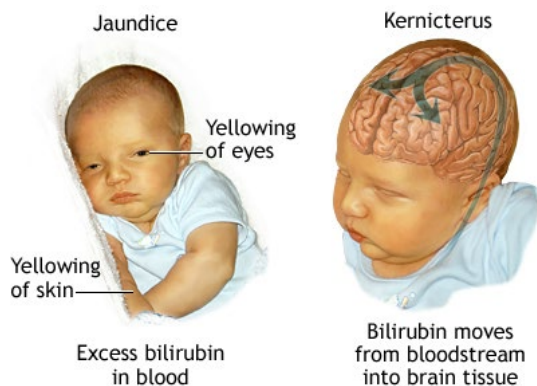 Jaundice
Yellowing
of eyes
Yellowing
of skin
Excess bilirubin
in blood
Kernicterus
Bilirubin moves
from bloodstream
into brain tissue